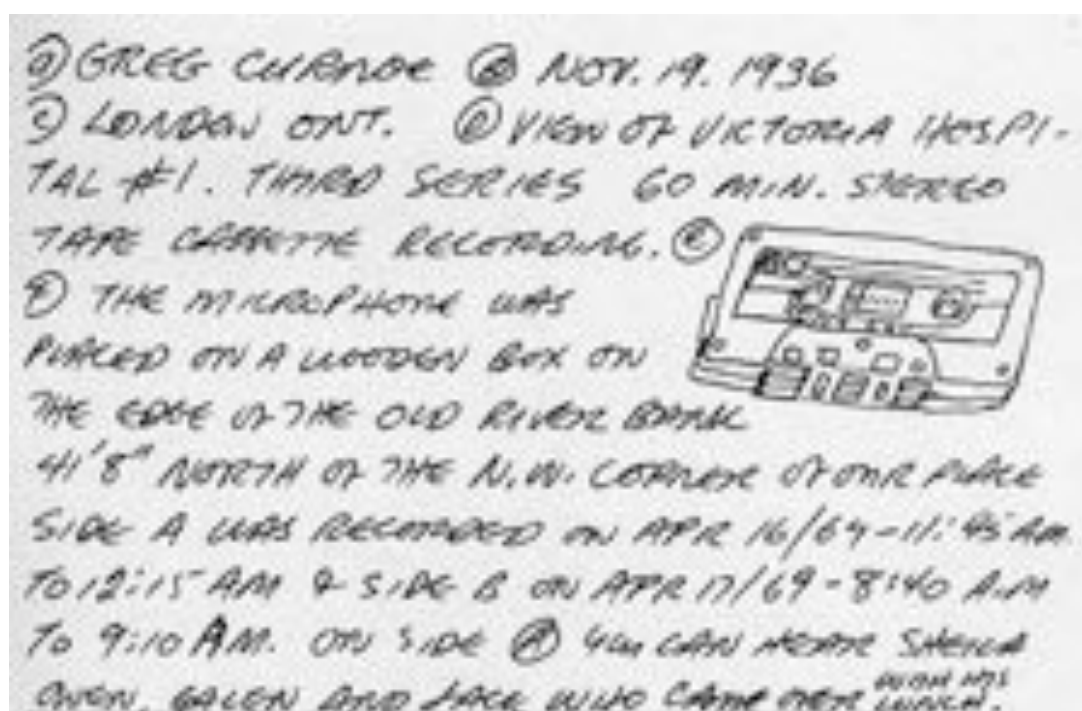 Ⓐ GREG CURNOE Ⓑ NOV. 19. 1936
Ⓒ LONDON ONT. Ⓓ VIEW OF VICTORIA HOSPI-
TAL #1. THIRD SERIES 60 MIN. STEREO
TAPE CASSETTE RECORDING. Ⓔ
Ⓕ THE MICROPHONE WAS
PLACED ON A WOODEN BOX ON
THE EDGE OF THE OLD RIVER BANK
41'8" NORTH OF THE N.W. CORNER OF OUR PLACE
SIDE A WAS RECORDED ON APR 16/69-11:45 AM.
TO 12:15 AM & SIDE B ON APR 17/69-8:40 A.M
TO 9:10 AM. ON SIDE Ⓐ YOU CAN HEAR SHEILA
OWEN, GALEN AND JACK WHO CAME OVER WITH HIS LUNCH.